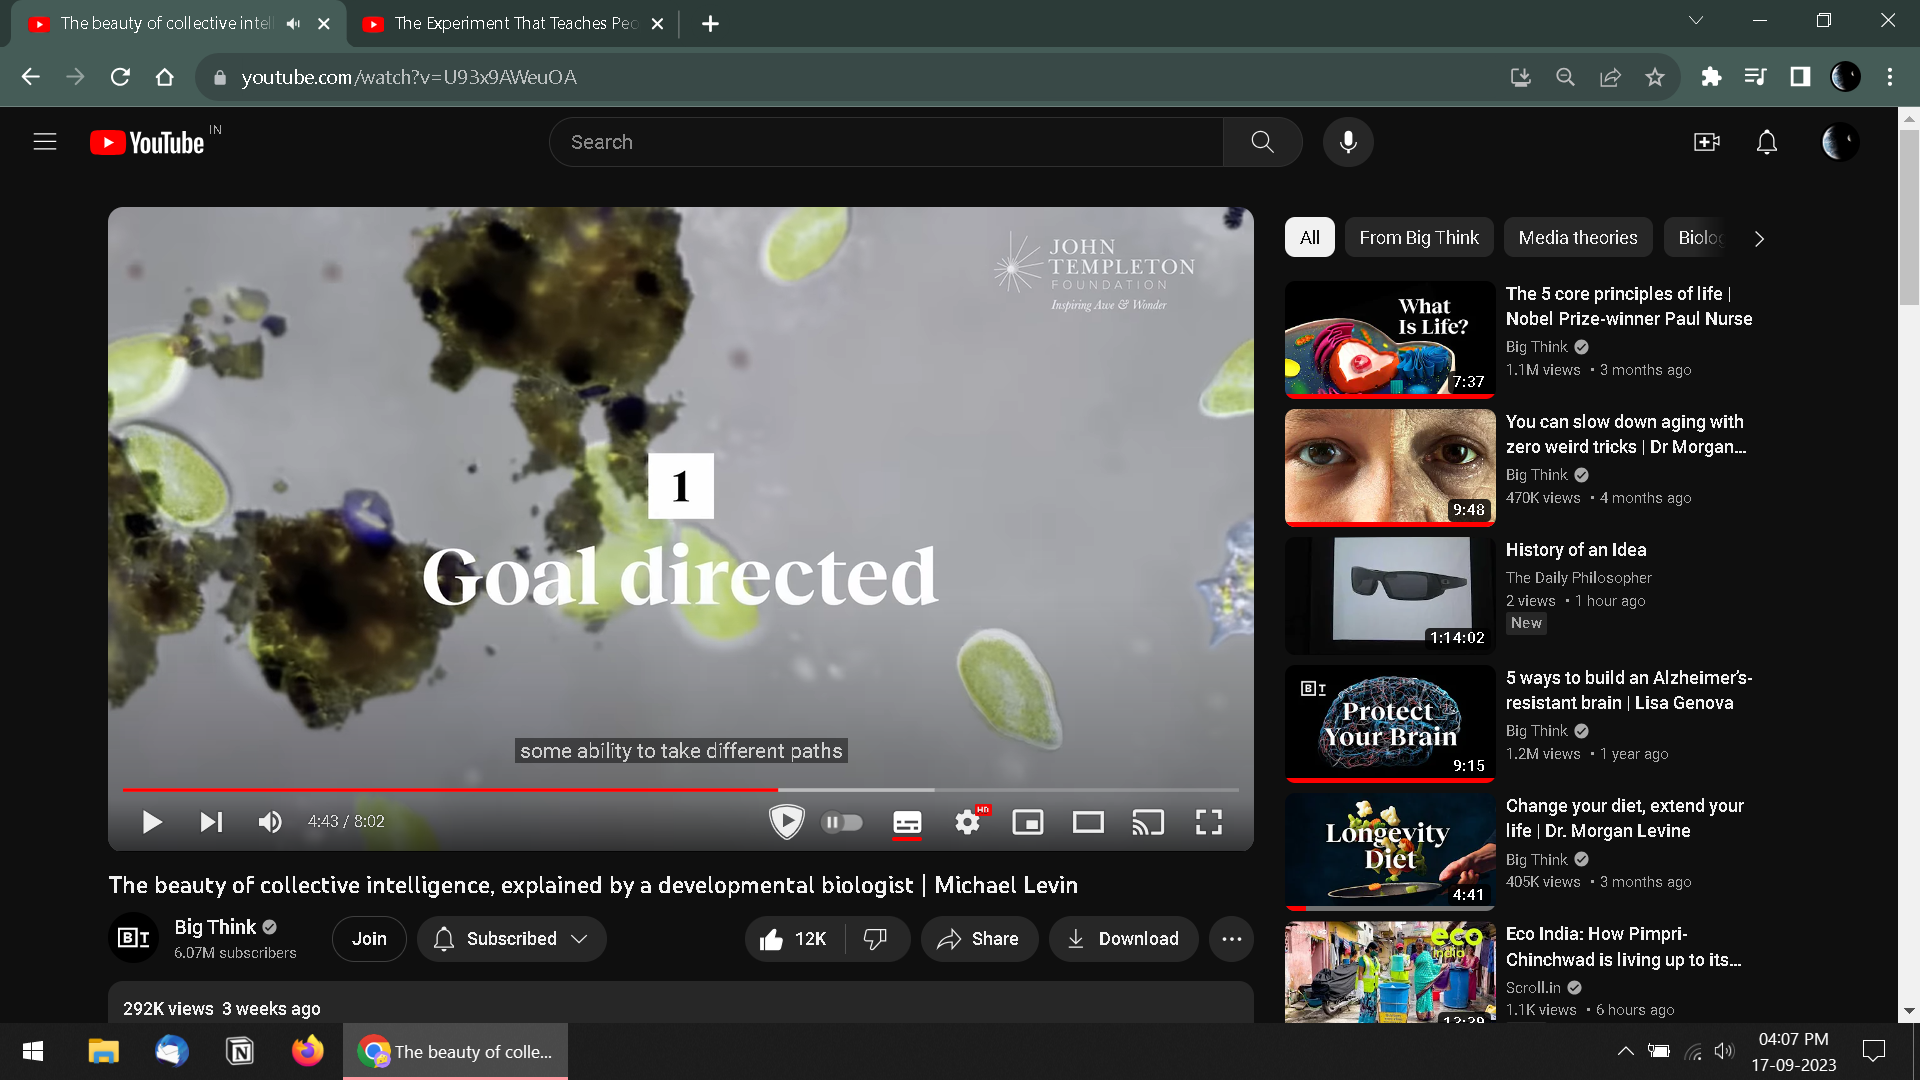 The beauty of collective intel
The Experiment That Teaches Peo
youtube.com/watch?v=U93x9AWeuOA
YouTube IN
Search
JOHN
TEMPLETON
FOUNDATION
Inspiring Awe & Wonder
1
Goal directed
some ability to take different paths
4:43 / 8:02
HD
The beauty of collective intelligence, explained by a developmental biologist | Michael Levin
BT
Big Think
6.07M subscribers
Join
Subscribed
12K
Share
Download
292K views 3 weeks ago
All
From Big Think
Media theories
Biolog
What
Is Life?
7:37
The 5 core principles of life |
Nobel Prize-winner Paul Nurse
Big Think
1.1M views • 3 months ago
9:48
You can slow down aging with
zero weird tricks | Dr Morgan...
Big Think
470K views • 4 months ago
1:14:02
History of an Idea
The Daily Philosopher
2 views • 1 hour ago
New
BT
Protect
Your Brain
9:15
5 ways to build an Alzheimer's-
resistant brain | Lisa Genova
Big Think
1.2M views • 1 year ago
Longevity
Diet
4:41
Change your diet, extend your
life | Dr. Morgan Levine
Big Think
405K views • 3 months ago
eco
india
13:39
Eco India: How Pimpri-
Chinchwad is living up to its...
Scroll.in
1.1K views • 6 hours ago
The beauty of colle...
04:07 PM
17-09-2023